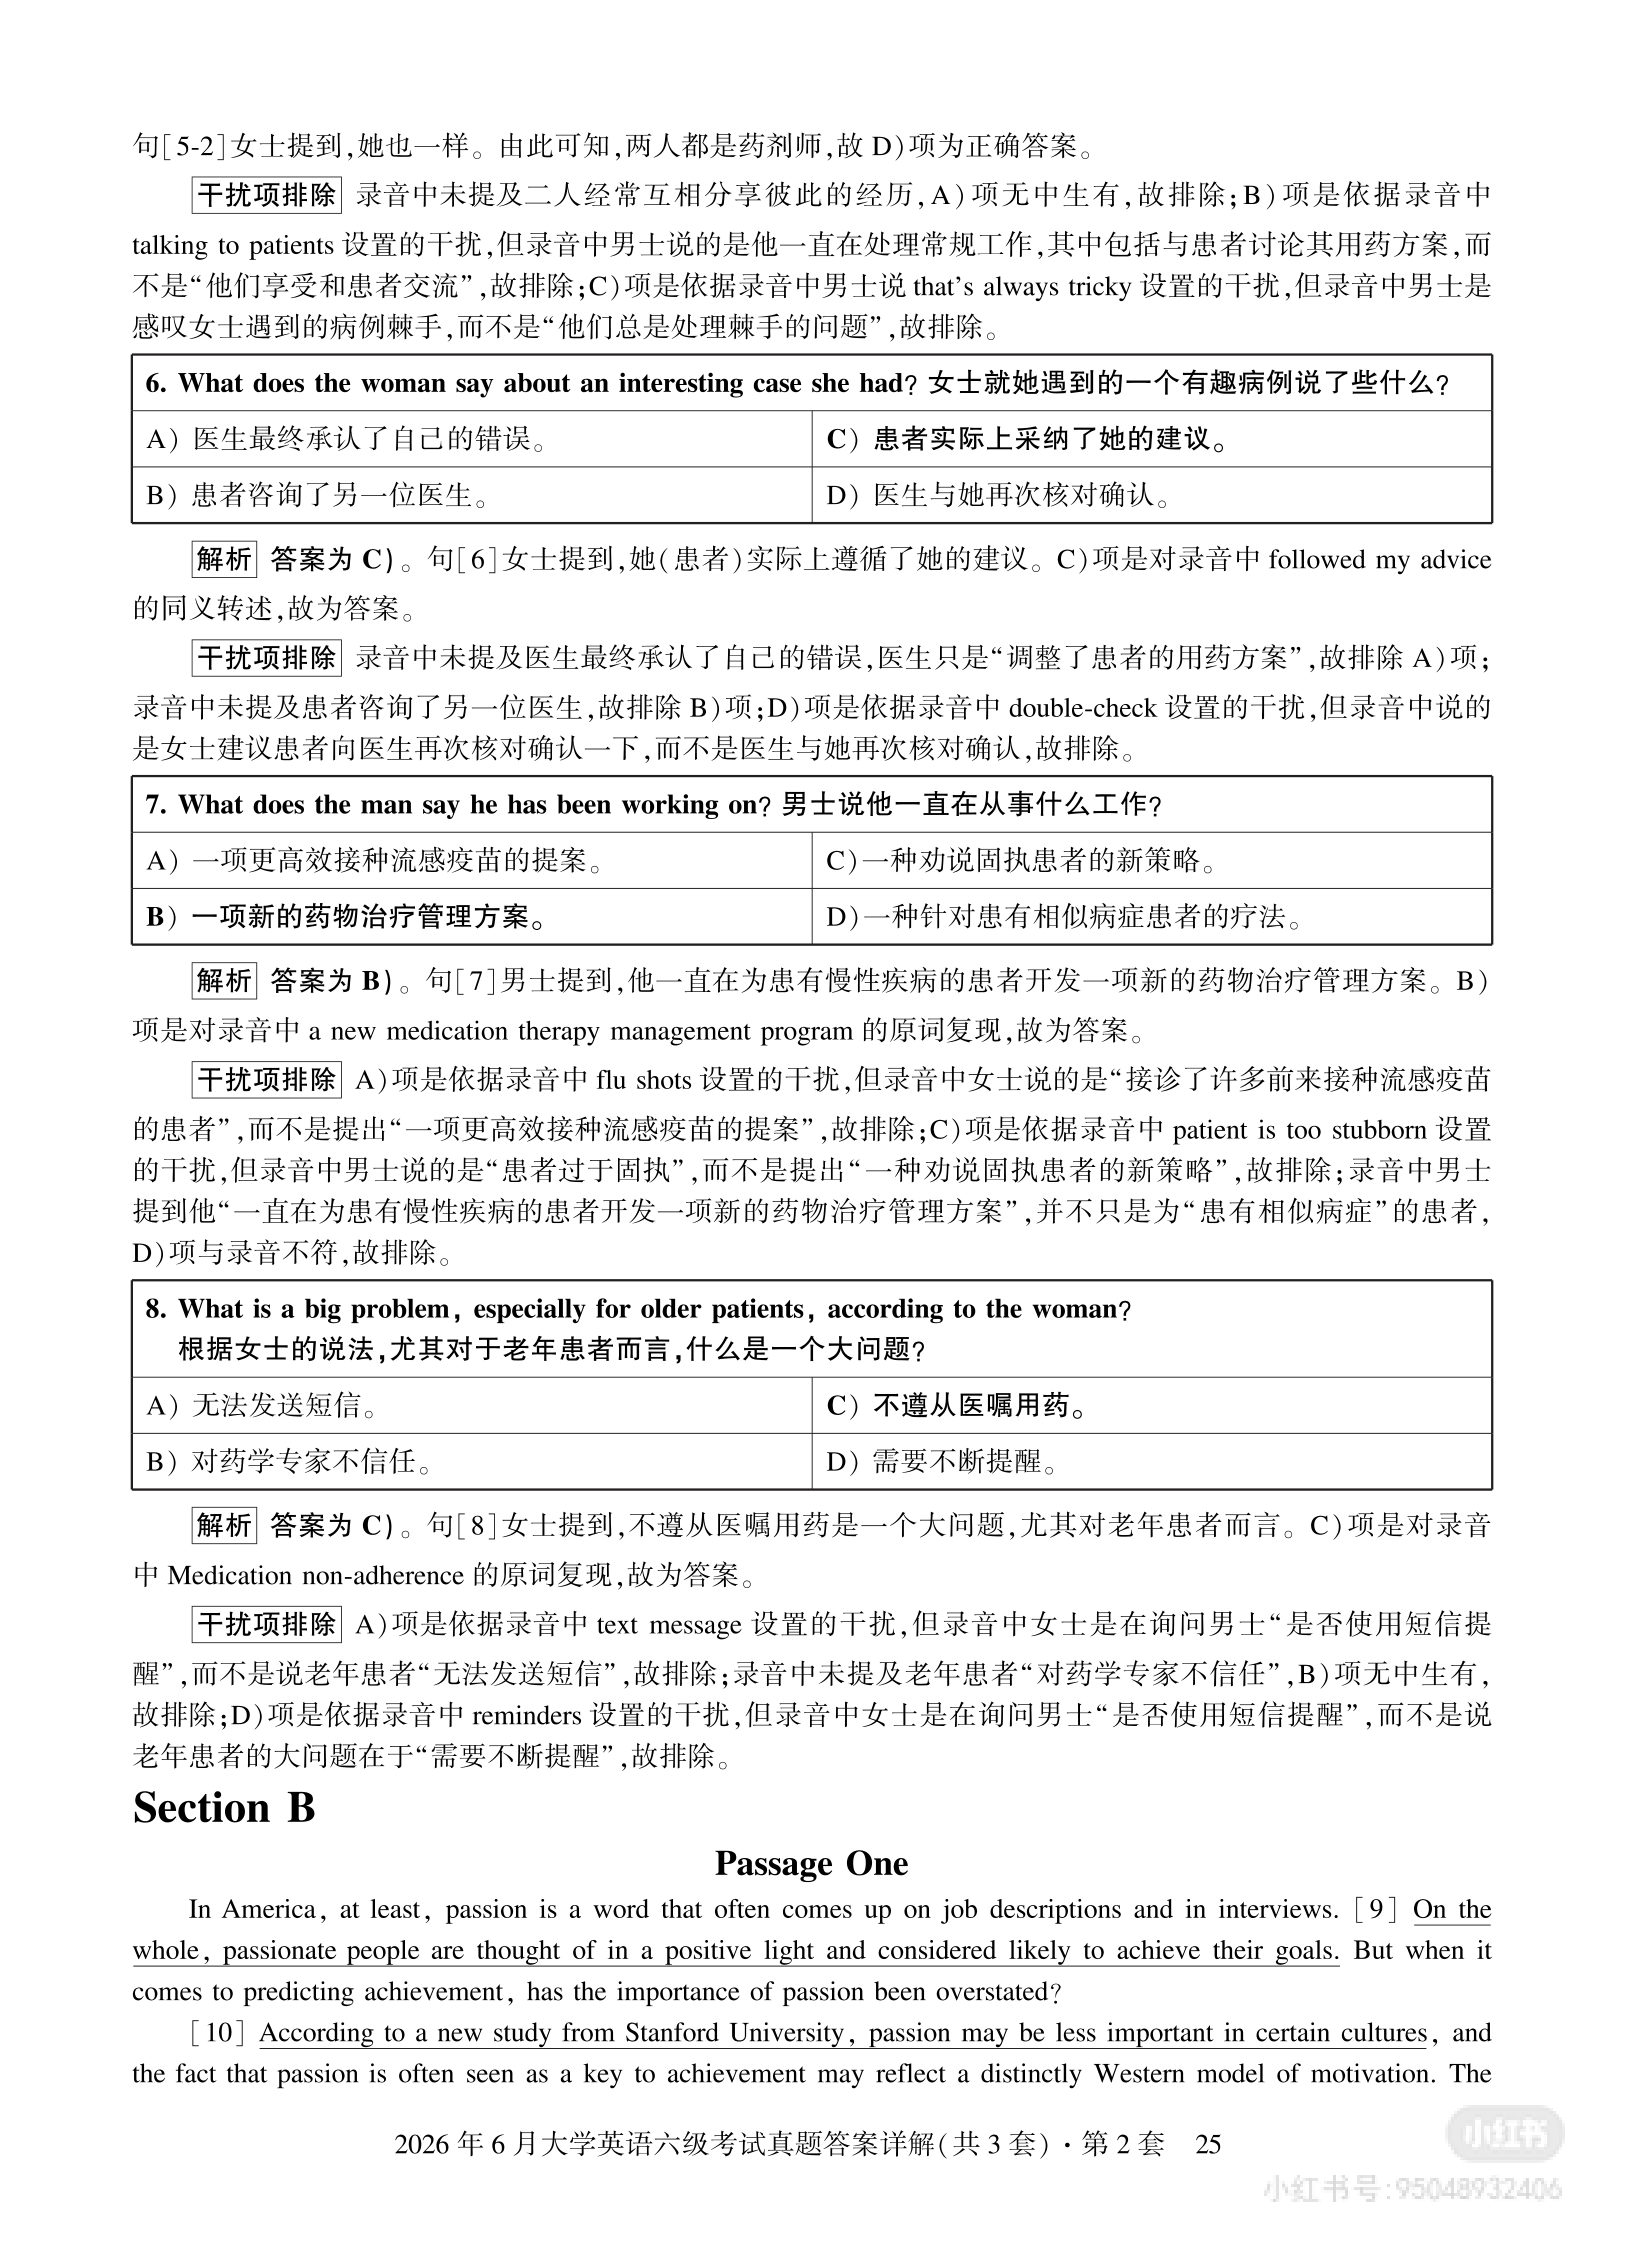 句[5-2]女士提到,她也一样。由此可知,两人都是药剂师,故 D)项为正确答案。
干扰项排除 录音中未提及二人经常互相分享彼此的经历,A)项无中生有,故排除;B)项是依据录音中
talking to patients 设置的干扰,但录音中男士说的是他一直在处理常规工作,其中包括与患者讨论其用药方案,而
不是“他们享受和患者交流”,故排除;C)项是依据录音中男士说 that's always tricky 设置的干扰,但录音中男士是
感叹女士遇到的病例棘手,而不是“他们总是处理棘手的问题”,故排除。
6. What does the woman say about an interesting case she had? 女士就她遇到的一个有趣病例说了些什么?
A) 医生最终承认了自己的错误。
C) 患者实际上采纳了她的建议。
B) 患者咨询了另一位医生。
D) 医生与她再次核对确认。
解析 答案为 C)。句[6]女士提到,她(患者)实际上遵循了她的建议。C)项是对录音中 followed my advice
的同义转述,故为答案。
干扰项排除 录音中未提及医生最终承认了自己的错误,医生只是“调整了患者的用药方案”,故排除 A)项;
录音中未提及患者咨询了另一位医生,故排除 B)项;D)项是依据录音中 double-check 设置的干扰,但录音中说的
是女士建议患者向医生再次核对确认一下,而不是医生与她再次核对确认,故排除。
7. What does the man say he has been working on? 男士说他一直在从事什么工作?
A) 一项更高效接种流感疫苗的提案。
C)一种劝说固执患者的新策略。
B) 一项新的药物治疗管理方案。
D)一种针对患有相似病症患者的疗法。
解析 答案为 B)。句[7]男士提到,他一直在为患有慢性疾病的患者开发一项新的药物治疗管理方案。B)
项是对录音中 a new medication therapy management program 的原词复现,故为答案。
干扰项排除 A)项是依据录音中 flu shots 设置的干扰,但录音中女士说的是“接诊了许多前来接种流感疫苗
的患者”,而不是提出“一项更高效接种流感疫苗的提案”,故排除;C)项是依据录音中 patient is too stubborn 设置
的干扰,但录音中男士说的是“患者过于固执”,而不是提出“一种劝说固执患者的新策略”,故排除;录音中男士
提到他“一直在为患有慢性疾病的患者开发一项新的药物治疗管理方案”,并不只是为“患有相似病症”的患者,
D)项与录音不符,故排除。
8. What is a big problem, especially for older patients, according to the woman?
根据女士的说法,尤其对于老年患者而言,什么是一个大问题?
A) 无法发送短信。
C) 不遵从医嘱用药。
B) 对药学专家不信任。
D) 需要不断提醒。
解析 答案为 C)。句[8]女士提到,不遵从医嘱用药是一个大问题,尤其对老年患者而言。C)项是对录音
中 Medication non-adherence 的原词复现,故为答案。
干扰项排除 A)项是依据录音中 text message 设置的干扰,但录音中女士是在询问男士“是否使用短信提
醒”,而不是说老年患者“无法发送短信”,故排除;录音中未提及老年患者“对药学专家不信任”,B)项无中生有,
故排除;D)项是依据录音中 reminders 设置的干扰,但录音中女士是在询问男士“是否使用短信提醒”,而不是说
老年患者的大问题在于“需要不断提醒”,故排除。
Section B
Passage One
In America, at least, passion is a word that often comes up on job descriptions and in interviews. [9] On the
whole, passionate people are thought of in a positive light and considered likely to achieve their goals. But when it
comes to predicting achievement, has the importance of passion been overstated?
[10] According to a new study from Stanford University, passion may be less important in certain cultures, and
the fact that passion is often seen as a key to achievement may reflect a distinctly Western model of motivation. The
2026 年 6 月大学英语六级考试真题答案详解(共 3 套)·第 2 套 25
小红书
小红书号:95048932406